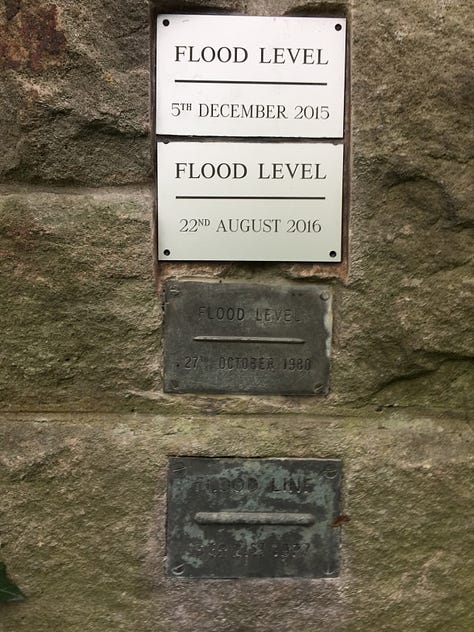 FLOOD LEVEL
5TH DECEMBER 2015
FLOOD LEVEL
22ND AUGUST 2016
FLOOD LEVEL
27TH OCTOBER 1980
FLOOD LINE